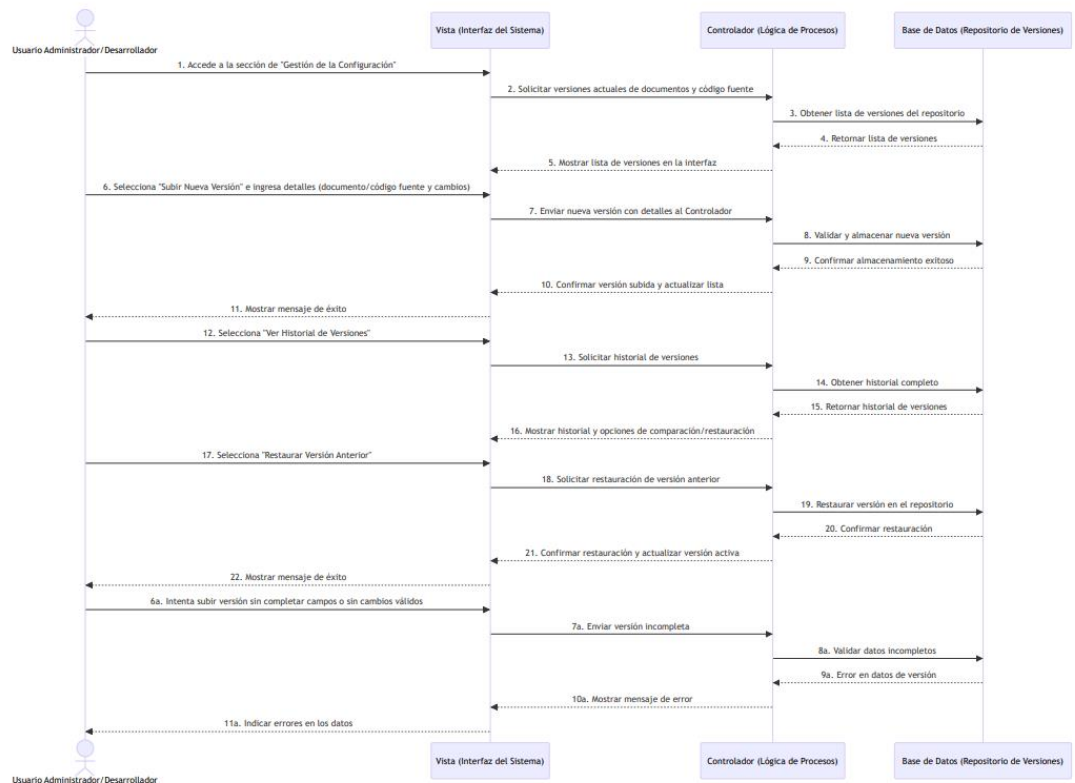 Usuario Administrador/Desarrollador
Vista (Interfaz del Sistema)
Controlador (Lógica de Procesos)
Base de Datos (Repositorio de Versiones)
1. Accede a la sección de "Gestión de la Configuración"
2. Solicitar versiones actuales de documentos y código fuente
3. Obtener lista de versiones del repositorio
4. Retornar lista de versiones
5. Mostrar lista de versiones en la interfaz
6. Selecciona "Subir Nueva Versión" e ingresa detalles (documento/código fuente y cambios)
7. Enviar nueva versión con detalles al Controlador
8. Validar y almacenar nueva versión
9. Confirmar almacenamiento exitoso
10. Confirmar versión subida y actualizar lista
11. Mostrar mensaje de éxito
12. Selecciona "Ver Historial de Versiones"
13. Solicitar historial de versiones
14. Obtener historial completo
15. Retornar historial de versiones
16. Mostrar historial y opciones de comparación/restauración
17. Selecciona "Restaurar Versión Anterior"
18. Solicitar restauración de versión anterior
19. Restaurar versión en el repositorio
20. Confirmar restauración
21. Confirmar restauración y actualizar versión activa
22. Mostrar mensaje de éxito
6a. Intenta subir versión sin completar campos o sin cambios válidos
7a. Enviar versión incompleta
8a. Validar datos incompletos
9a. Error en datos de versión
10a. Mostrar mensaje de error
11a. Indicar errores en los datos
Usuario Administrador/Desarrollador
Vista (Interfaz del Sistema)
Controlador (Lógica de Procesos)
Base de Datos (Repositorio de Versiones)